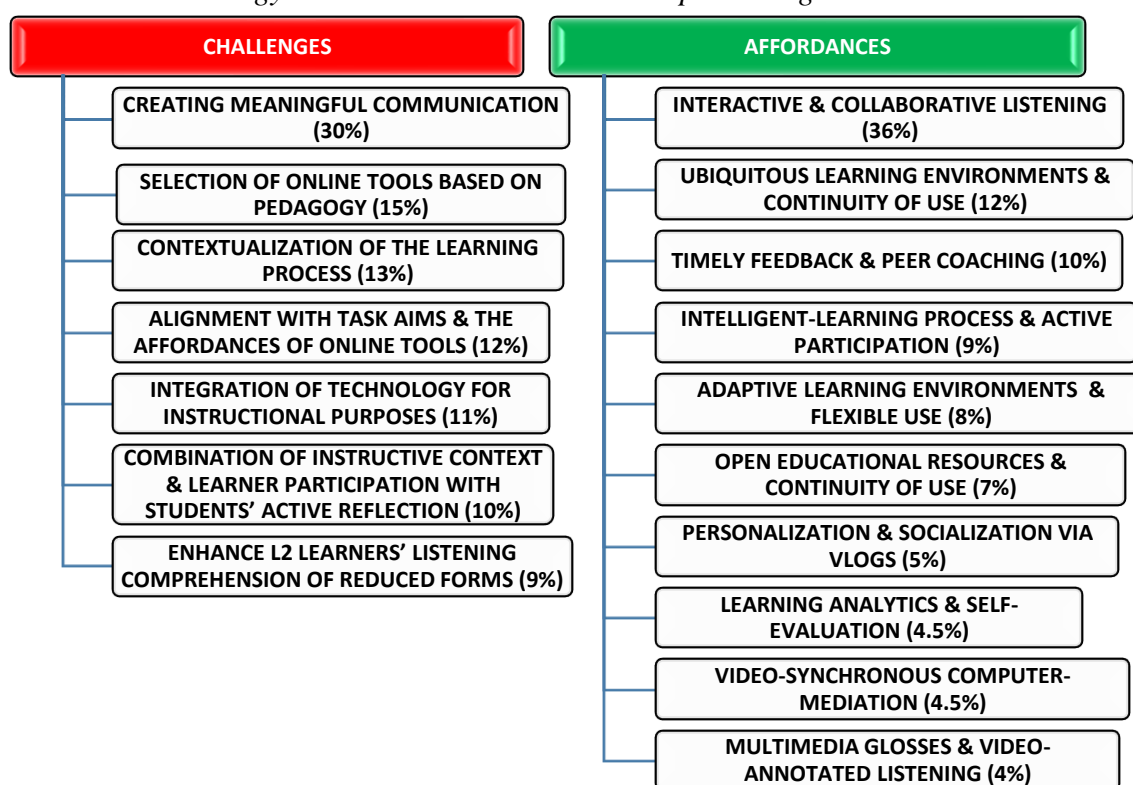 CHALLENGES
CREATING MEANINGFUL COMMUNICATION
(30%)
SELECTION OF ONLINE TOOLS BASED ON
PEDAGOGY (15%)
CONTEXTUALIZATION OF THE LEARNING
PROCESS (13%)
ALIGNMENT WITH TASK AIMS & THE
AFFORDANCES OF ONLINE TOOLS (12%)
INTEGRATION OF TECHNOLOGY FOR
INSTRUCTIONAL PURPOSES (11%)
COMBINATION OF INSTRUCTIVE CONTEXT
& LEARNER PARTICIPATION WITH
STUDENTS’ ACTIVE REFLECTION (10%)
ENHANCE L2 LEARNERS’ LISTENING
COMPREHENSION OF REDUCED FORMS (9%)
AFFORDANCES
INTERACTIVE & COLLABORATIVE LISTENING
(36%)
UBIQUITOUS LEARNING ENVIRONMENTS &
CONTINUITY OF USE (12%)
TIMELY FEEDBACK & PEER COACHING (10%)
INTELLIGENT-LEARNING PROCESS & ACTIVE
PARTICIPATION (9%)
ADAPTIVE LEARNING ENVIRONMENTS &
FLEXIBLE USE (8%)
OPEN EDUCATIONAL RESOURCES &
CONTINUITY OF USE (7%)
PERSONALIZATION & SOCIALIZATION VIA
VLOGS (5%)
LEARNING ANALYTICS & SELF-
EVALUATION (4.5%)
VIDEO-SYNCHRONOUS COMPUTER-
MEDIATION (4.5%)
MULTIMEDIA GLOSSES & VIDEO-
ANNOTATED LISTENING (4%)